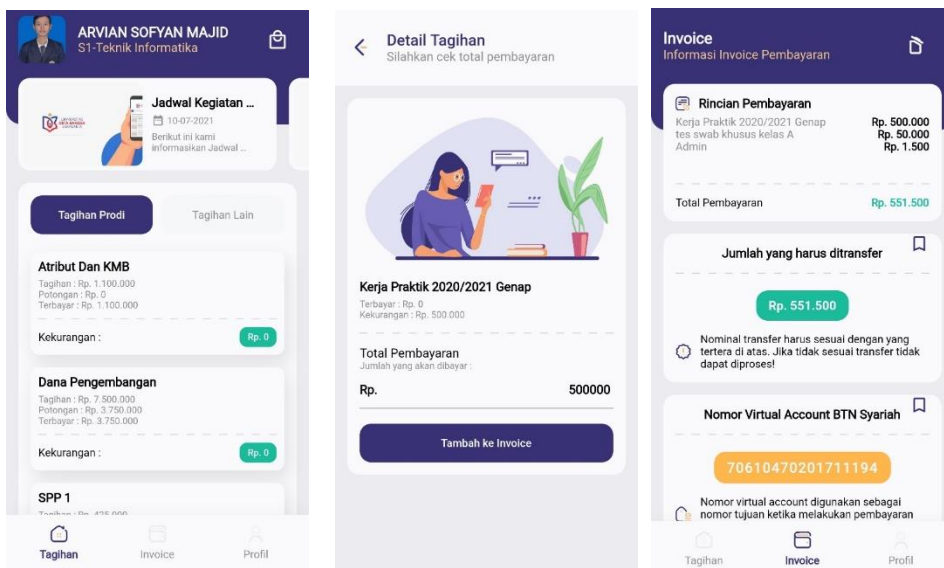 ARVIAN SOFYAN MAJID
S1-Teknik Informatika
Jadwal Kegiatan ...
10-07-2021
Berikut ini kami
informasikan Jadwal ...
Tagihan Prodi
Tagihan Lain
Atribut Dan KMB
Tagihan : Rp. 1.100.000
Potongan : Rp. 0
Terbayar : Rp. 1.100.000
Kekurangan :
Rp. 0
Dana Pengembangan
Tagihan : Rp. 7.500.000
Potongan : Rp. 3.750.000
Terbayar : Rp. 3.750.000
Kekurangan :
Rp. 0
SPP 1
Tagihan : Rp. 425.000
Tagihan
Invoice
Profil
Detail Tagihan
Silahkan cek total pembayaran
Kerja Praktik 2020/2021 Genap
Terbayar : Rp. 0
Kekurangan : Rp. 500.000
Total Pembayaran
Jumlah yang akan dibayar :
Rp. 500000
Tambah ke Invoice
Invoice
Informasi Invoice Pembayaran
Rincian Pembayaran
Kerja Praktik 2020/2021 Genap Rp. 500.000
tes swab khusus kelas A Rp. 50.000
Admin Rp. 1.500
Total Pembayaran Rp. 551.500
Jumlah yang harus ditransfer
Rp. 551.500
Nominal transfer harus sesuai dengan yang
tertera di atas. Jika tidak sesuai transfer tidak
dapat diproses!
Nomor Virtual Account BTN Syariah
70610470201711194
Nomor virtual account digunakan sebagai
nomor tujuan ketika melakukan pembayaran
Tagihan
Invoice
Profil